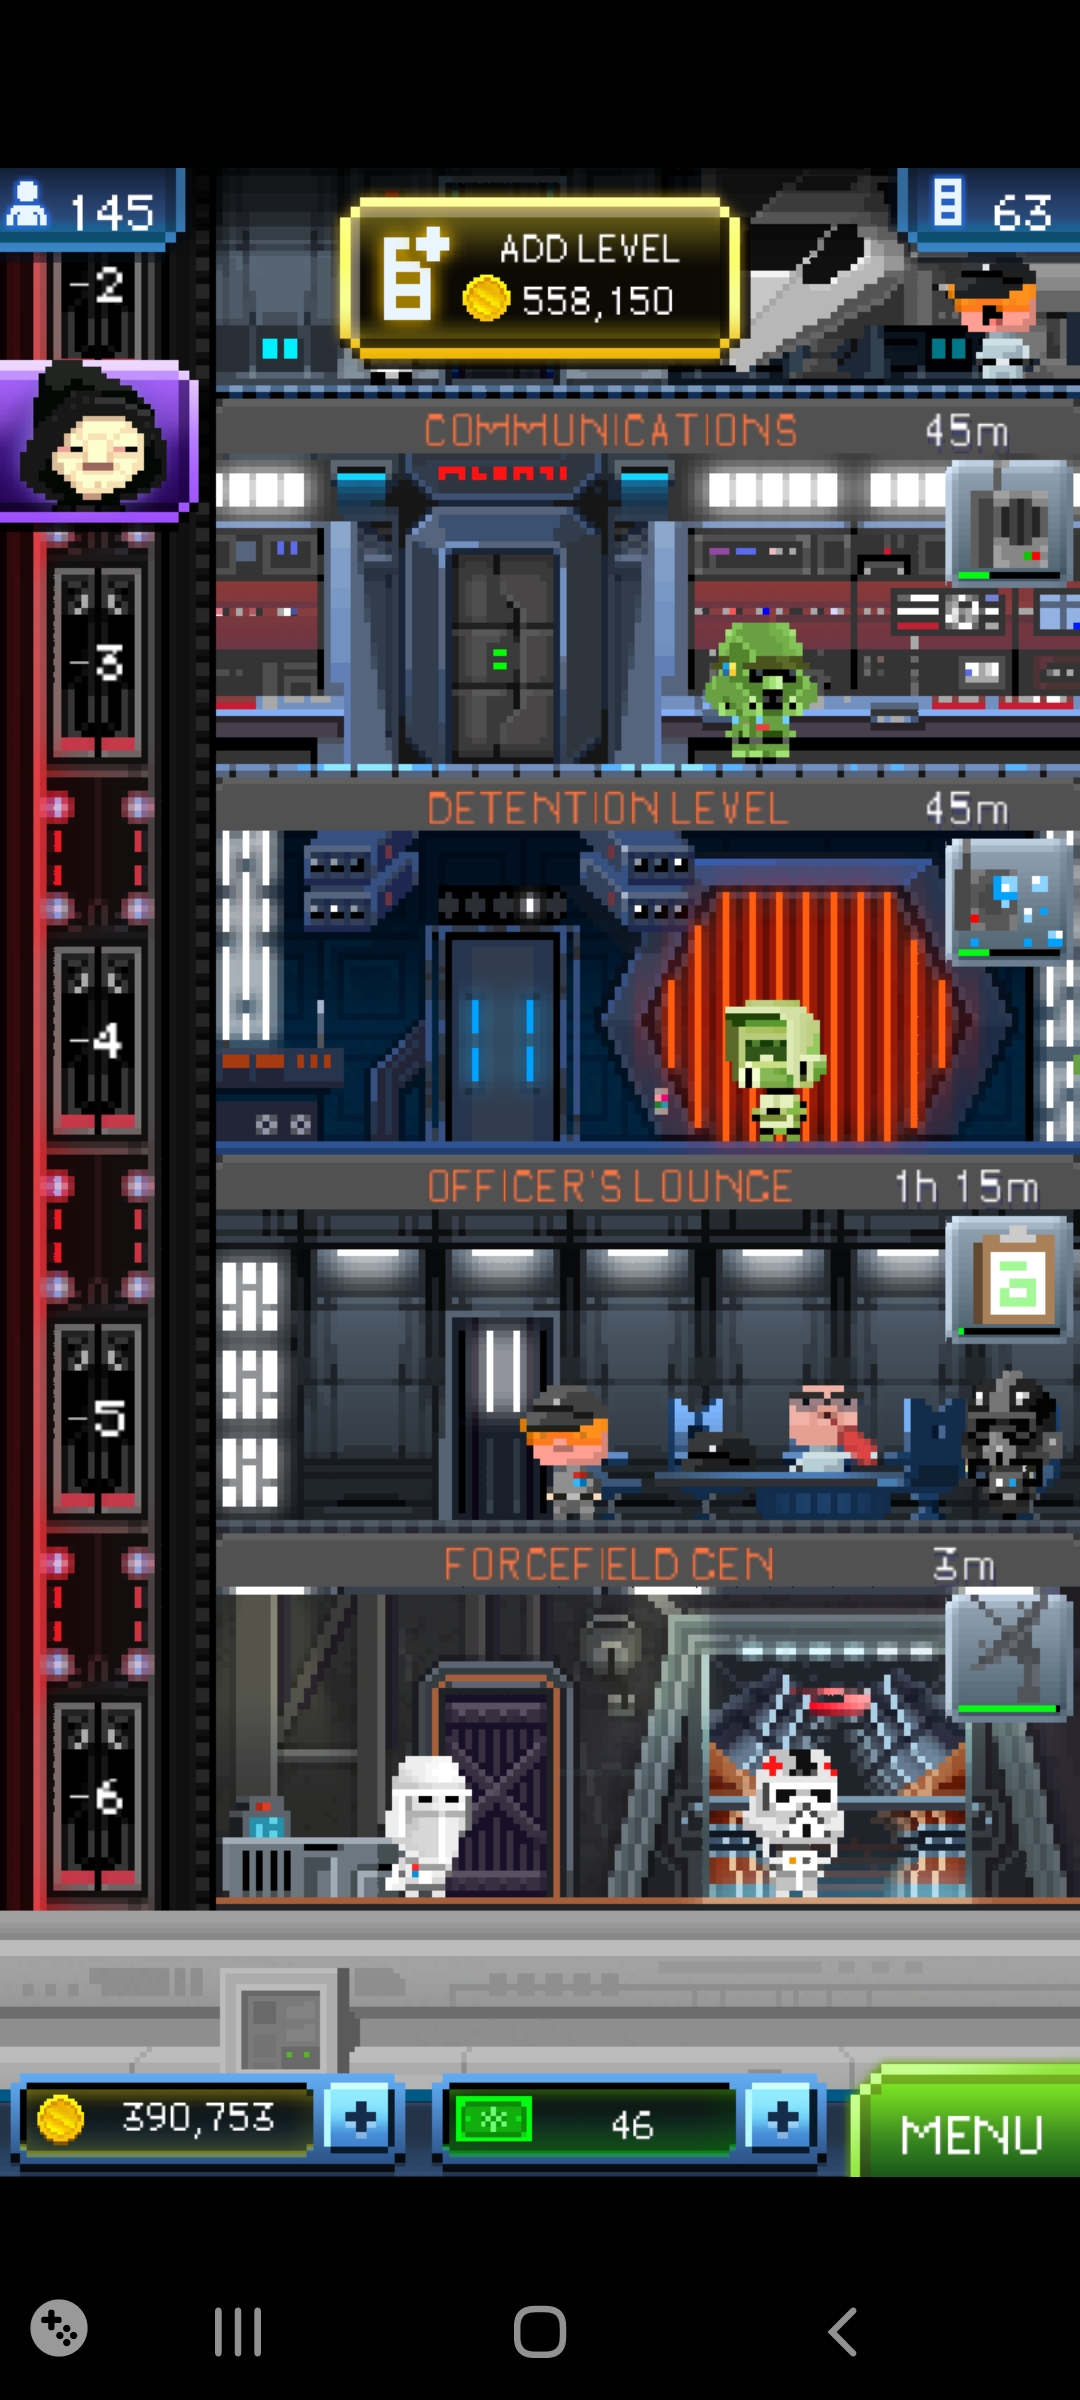 145
ADD LEVEL
558,150
63
-2
COMMUNICATIONS 45m
-3
DETENTION LEVEL 45m
-4
OFFICER'S LOUNGE 1h 15m
-5
FORCEFIELD GEN 3m
-6
390,753
46
MENU